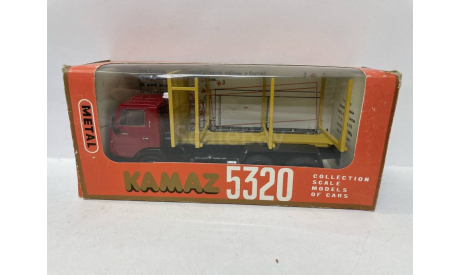 METAL
KAMAZ 5320
COLLECTION
SCALE
MODELS
OF CARS